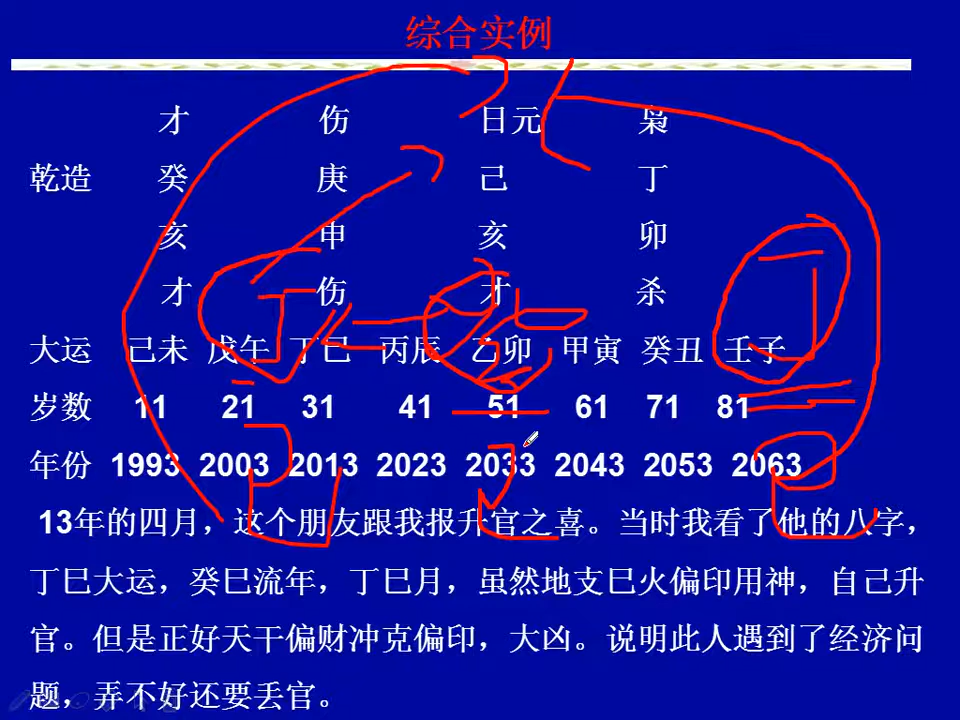 综合实例
才 伤 日元 枭
乾造 癸 庚 己 丁
亥 申 亥 卯
才 伤 才 杀
大运 己未 戊午 丁巳 丙辰 乙卯 甲寅 癸丑 壬子
岁数 11 21 31 41 51 61 71 81
年份 1993 2003 2013 2023 2033 2043 2053 2063
13年的四月，这个朋友跟我报升官之喜。当时我看了他的八字，
丁巳大运，癸巳流年，丁巳月，虽然地支巳火偏印用神，自己升
官。但是正好天干偏财冲克偏印，大凶。说明此人遇到了经济问
题，弄不好还要丢官。